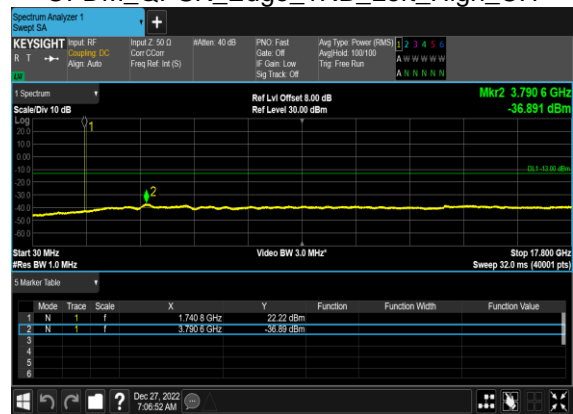 Spectrum Analyzer 1
Swept SA
+
KEYSIGHT Input: RF Input Z: 50 Ω #Atten: 40 dB PNO: Fast Avg Type: Power (RMS) 1 2 3 4 5 6
R T Coupling: DC Corr CCorr Gate: Off Avg|Hold: 100/100 A W W W W W
Align: Auto Freq Ref: Int (S) IF Gain: Low Trig: Free Run
LU Sig Track: Off A N N N N N
1 Spectrum Ref Lvl Offset 8.00 dB Mkr2 3.790 6 GHz
Scale/Div 10 dB Ref Level 30.00 dBm -36.891 dBm
Log
20.0
10.0
0.00
-10.0
-20.0
-30.0
-40.0
-50.0
-60.0
1
DL1 -13.00 dBm
2
Start 30 MHz Video BW 3.0 MHz* Stop 17.800 GHz
#Res BW 1.0 MHz Sweep 32.0 ms (40001 pts)
5 Marker Table
Mode Trace Scale X Y Function Function Width Function Value
1 N 1 f 1.740 8 GHz 22.22 dBm
2 N 1 f 3.790 6 GHz -36.89 dBm
3
4
5
6
? Dec 27, 2022
7:06:52 AM